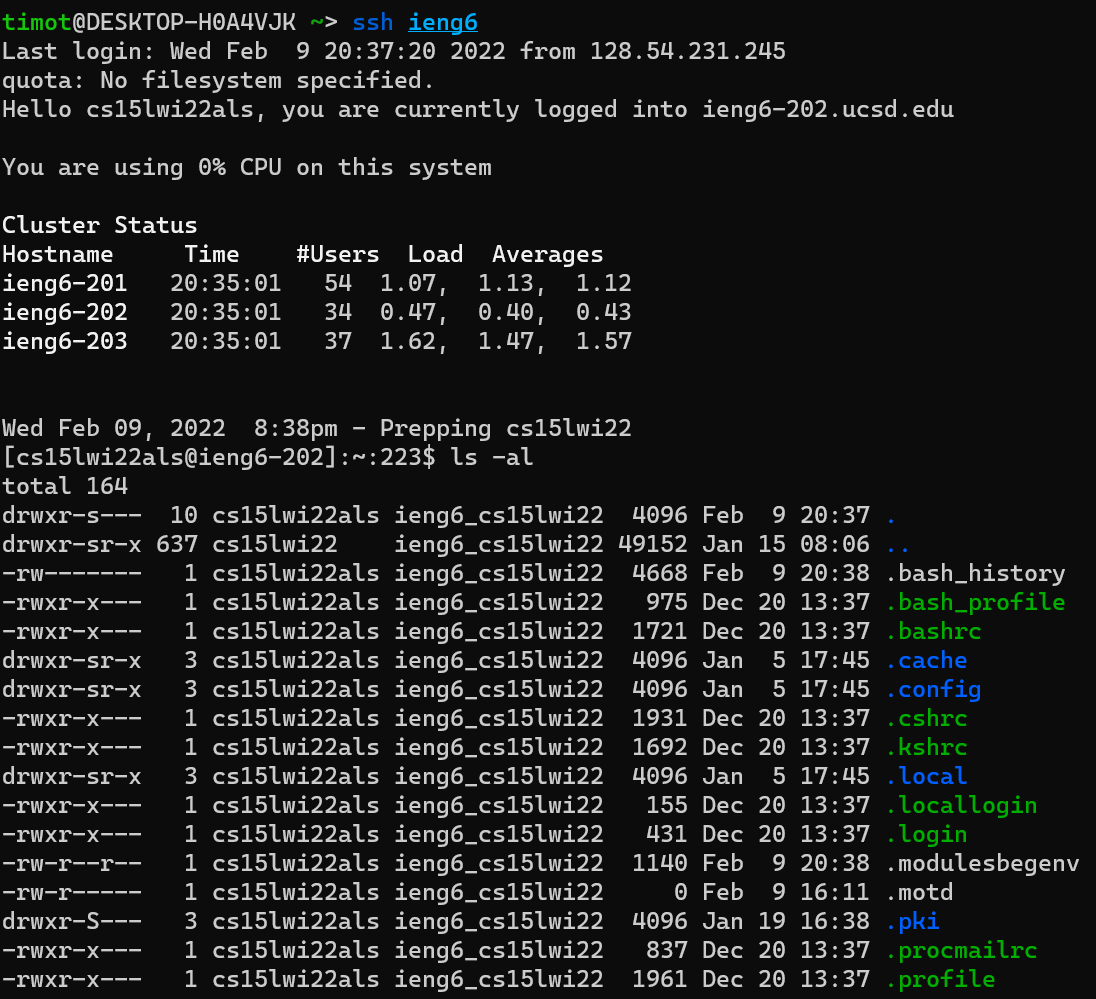 timot@DESKTOP-H0A4VJK ~> ssh ieng6
Last login: Wed Feb  9 20:37:20 2022 from 128.54.231.245
quota: No filesystem specified.
Hello cs15lwi22als, you are currently logged into ieng6-202.ucsd.edu
You are using 0% CPU on this system
Cluster Status
Hostname     Time    #Users  Load  Averages
ieng6-201   20:35:01   54  1.07,  1.13,  1.12
ieng6-202   20:35:01   34  0.47,  0.40,  0.43
ieng6-203   20:35:01   37  1.62,  1.47,  1.57
Wed Feb 09, 2022  8:38pm - Prepping cs15lwi22
[cs15lwi22als@ieng6-202]:~:223$ ls -al
total 164
drwxr-s---  10 cs15lwi22als ieng6_cs15lwi22  4096 Feb  9 20:37 .
drwxr-sr-x 637 cs15lwi22    ieng6_cs15lwi22 49152 Jan 15 08:06 ..
-rw-------   1 cs15lwi22als ieng6_cs15lwi22  4668 Feb  9 20:38 .bash_history
-rwxr-x---   1 cs15lwi22als ieng6_cs15lwi22   975 Dec 20 13:37 .bash_profile
-rwxr-x---   1 cs15lwi22als ieng6_cs15lwi22  1721 Dec 20 13:37 .bashrc
drwxr-sr-x   3 cs15lwi22als ieng6_cs15lwi22  4096 Jan  5 17:45 .cache
drwxr-sr-x   3 cs15lwi22als ieng6_cs15lwi22  4096 Jan  5 17:45 .config
-rwxr-x---   1 cs15lwi22als ieng6_cs15lwi22  1931 Dec 20 13:37 .cshrc
-rwxr-x---   1 cs15lwi22als ieng6_cs15lwi22  1692 Dec 20 13:37 .kshrc
drwxr-sr-x   3 cs15lwi22als ieng6_cs15lwi22  4096 Jan  5 17:45 .local
-rwxr-x---   1 cs15lwi22als ieng6_cs15lwi22   155 Dec 20 13:37 .locallogin
-rwxr-x---   1 cs15lwi22als ieng6_cs15lwi22   431 Dec 20 13:37 .login
-rw-r--r--   1 cs15lwi22als ieng6_cs15lwi22  1140 Feb  9 20:38 .modulesbegenv
-rw-r-----   1 cs15lwi22als ieng6_cs15lwi22     0 Feb  9 16:11 .motd
drwxr-S---   3 cs15lwi22als ieng6_cs15lwi22  4096 Jan 19 16:38 .pki
-rwxr-x---   1 cs15lwi22als ieng6_cs15lwi22   837 Dec 20 13:37 .procmailrc
-rwxr-x---   1 cs15lwi22als ieng6_cs15lwi22  1961 Dec 20 13:37 .profile